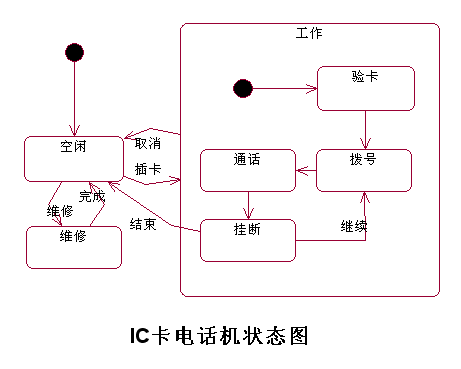 工作
验卡
空闲
取消
插卡
通话
拨号
完成
维修
结束
挂断
继续
维修
IC卡电话机状态图